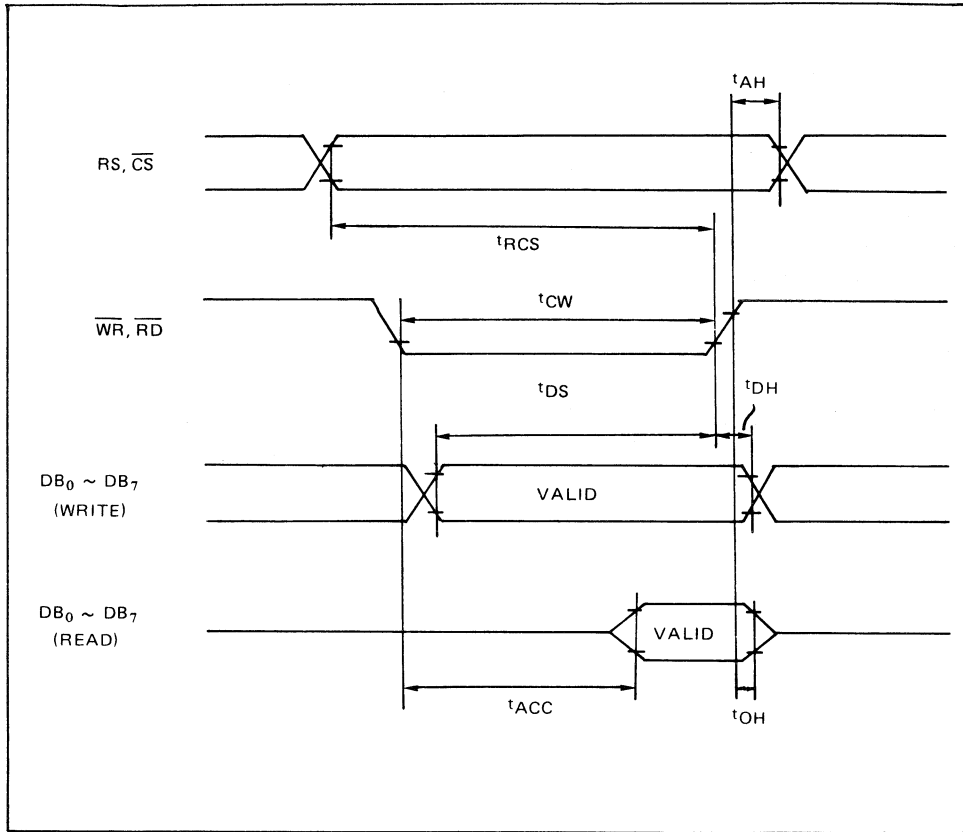 tAH
RS, CS
tRCS
tCW
WR, RD
tDS
tDH
DB0 ~ DB7
(WRITE)
VALID
DB0 ~ DB7
(READ)
VALID
tACC
tOH